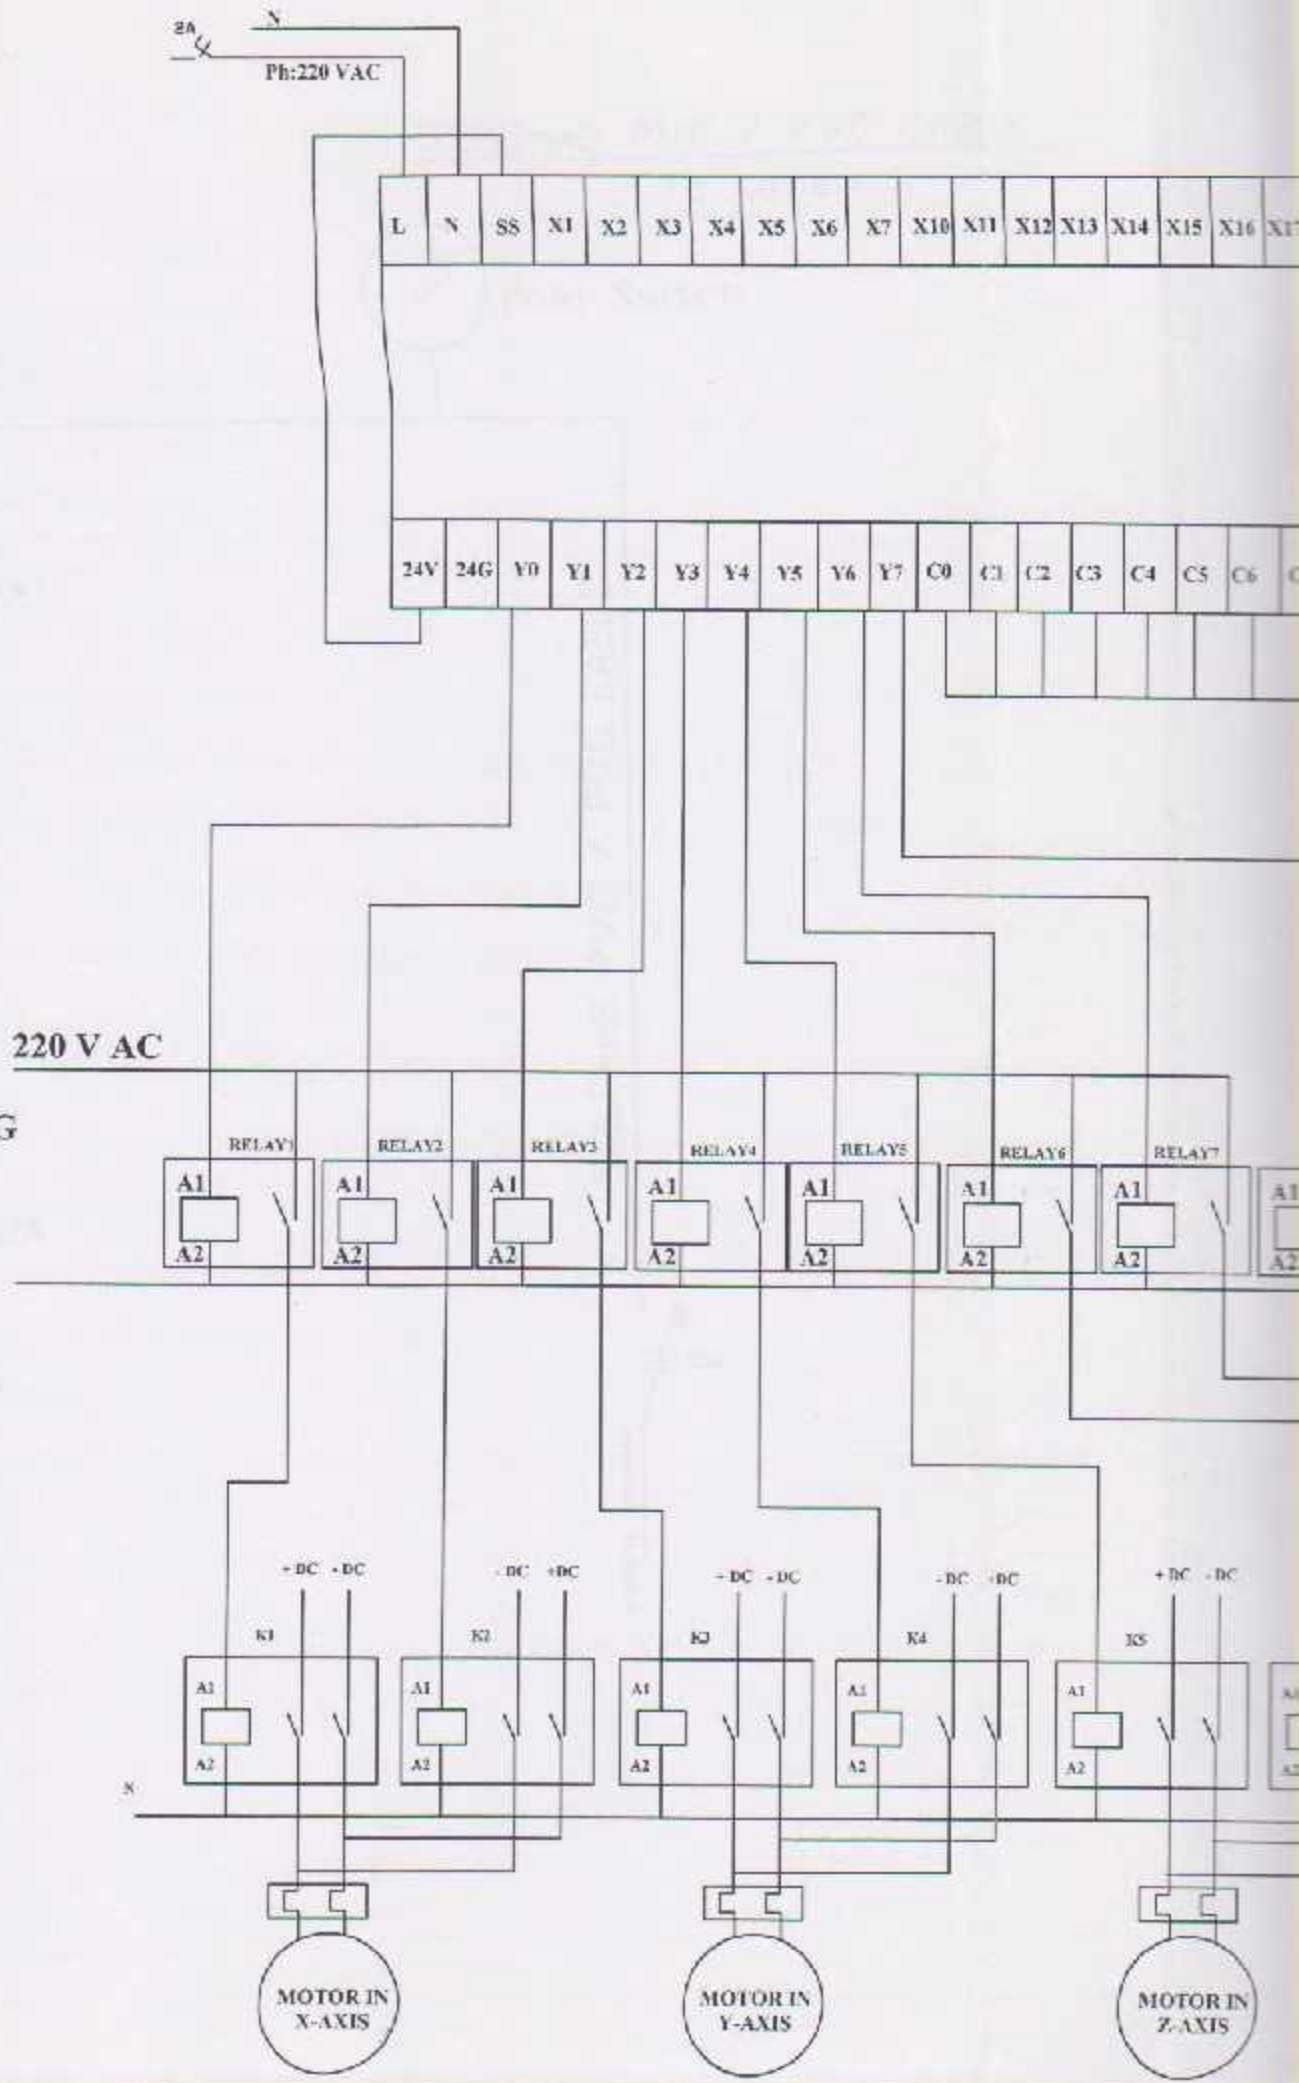 N
2A
Ph:220 VAC
L N SS X1 X2 X3 X4 X5 X6 X7 X10 X11 X12 X13 X14 X15 X16 X17
24V 24G Y0 Y1 Y2 Y3 Y4 Y5 Y6 Y7 C0 C1 C2 C3 C4 C5 C6 C
220 V AC
G
RELAY1 RELAY2 RELAY3 RELAY4 RELAY5 RELAY6 RELAY7
A1 A1 A1 A1 A1 A1 A1 A1
A2 A2 A2 A2 A2 A2 A2 A2
+DC -DC -DC +DC +DC -DC -DC +DC +DC -DC
K1 K2 K3 K4 K5
A1 A1 A1 A1 A1
A2 A2 A2 A2 A2
N
MOTOR IN MOTOR IN MOTOR IN
X-AXIS Y-AXIS Z-AXIS